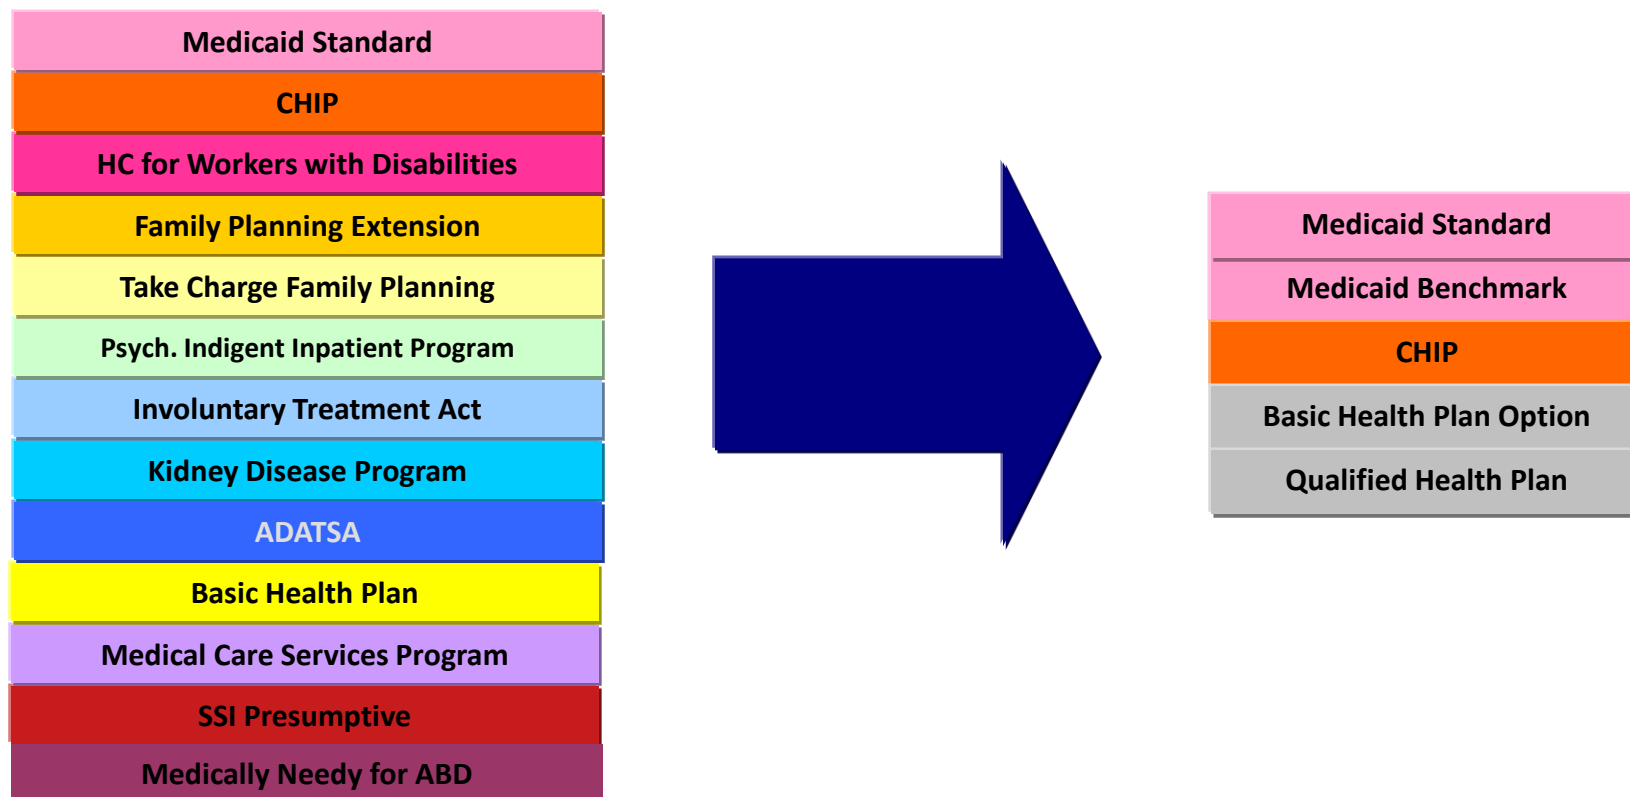 Medicaid Standard
CHIP
HC for Workers with Disabilities
Family Planning Extension
Take Charge Family Planning
Psych. Indigent Inpatient Program
Involuntary Treatment Act
Kidney Disease Program
ADATSA
Basic Health Plan
Medical Care Services Program
SSI Presumptive
Medically Needy for ABD
Medicaid Standard
Medicaid Benchmark
CHIP
Basic Health Plan Option
Qualified Health Plan